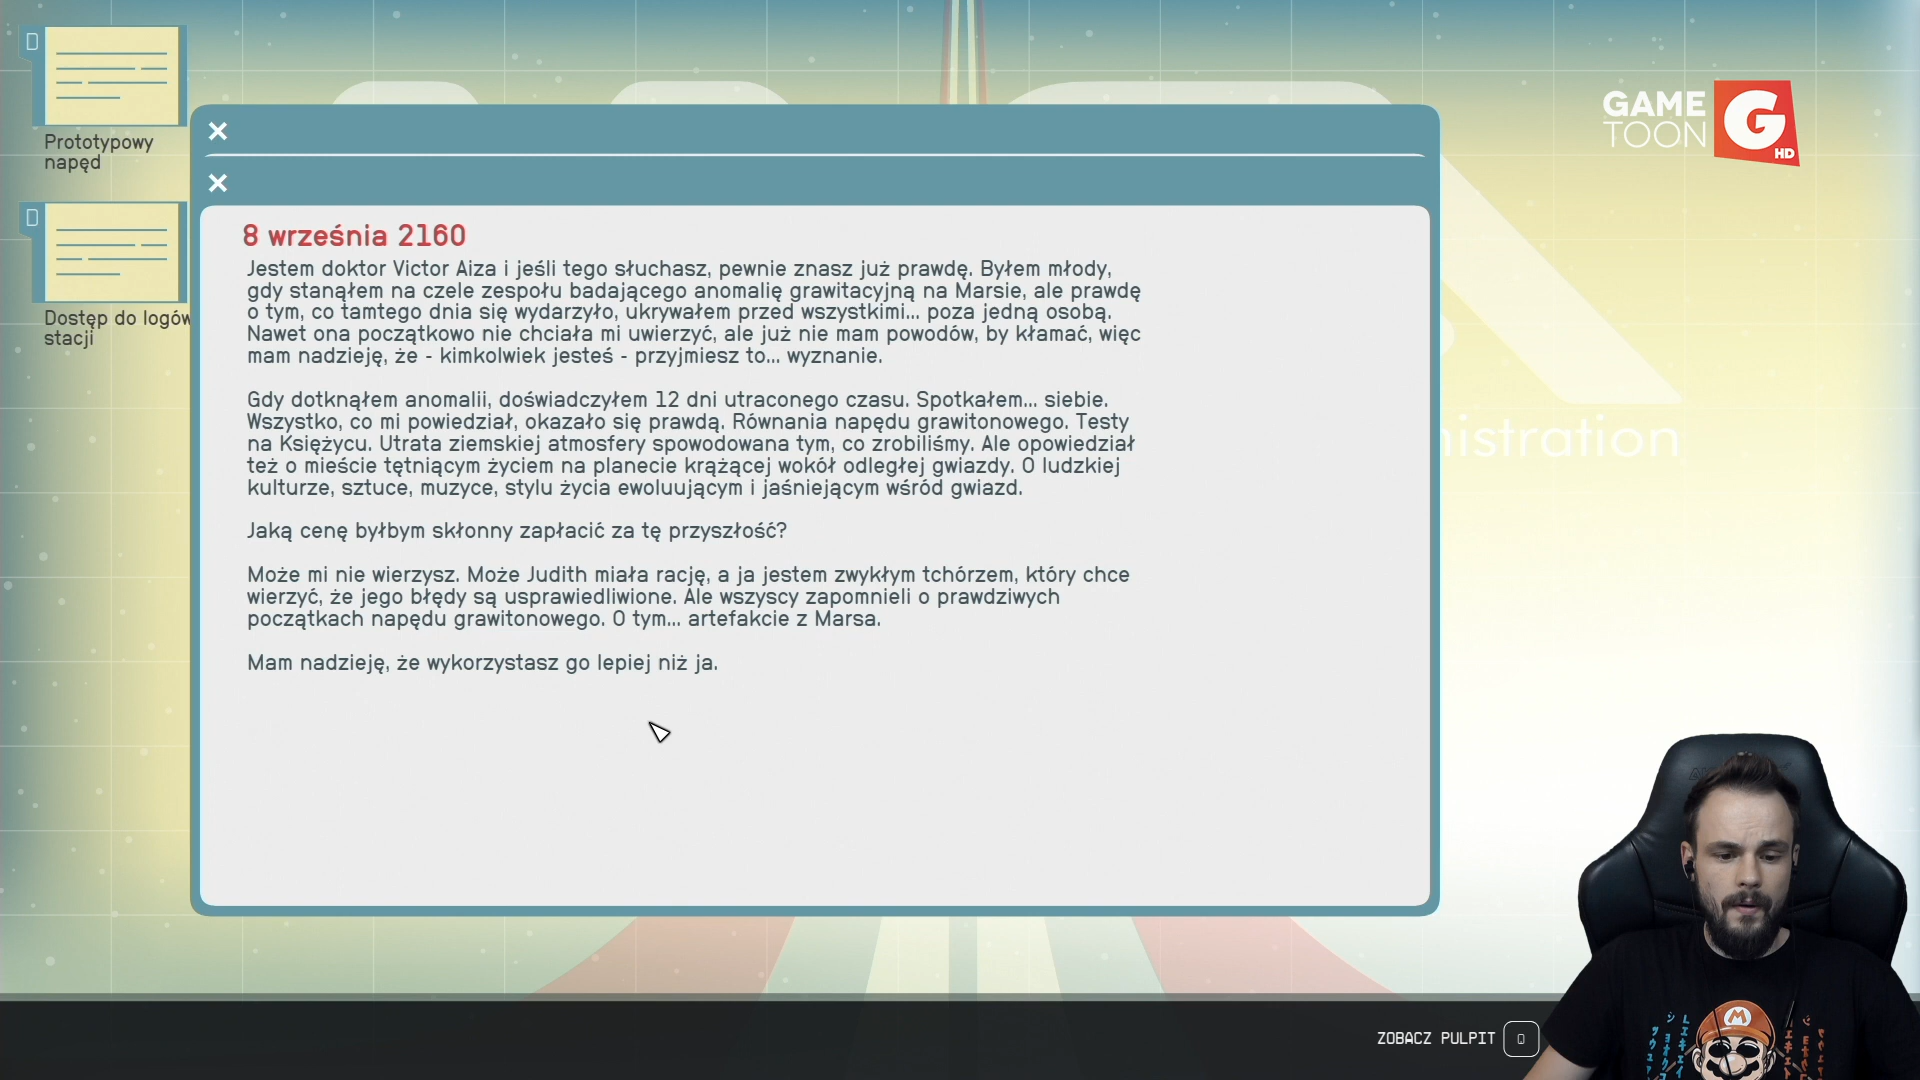 GAME
TOON
G
HD
Prototypowy
napęd
Dostęp do logów
stacji
8 września 2160
Jestem doktor Victor Aiza i jeśli tego słuchasz, pewnie znasz już prawdę. Byłem młody,
gdy stanąłem na czele zespołu badającego anomalię grawitacyjną na Marsie, ale prawdę
o tym, co tamtego dnia się wydarzyło, ukrywałem przed wszystkimi... poza jedną osobą.
Nawet ona początkowo nie chciała mi uwierzyć, ale już nie mam powodów, by kłamać, więc
mam nadzieję, że - kimkolwiek jesteś - przyjmiesz to... wyznanie.
Gdy dotknąłem anomalii, doświadczyłem 12 dni utraconego czasu. Spotkałem... siebie.
Wszystko, co mi powiedział, okazało się prawdą. Równania napędu grawitonowego. Testy
na Księżycu. Utrata ziemskiej atmosfery spowodowana tym, co zrobiliśmy. Ale opowiedział
też o mieście tętniącym życiem na planecie krążącej wokół odległej gwiazdy. O ludzkiej
kulturze, sztuce, muzyce, stylu życia ewoluującym i jaśniejącym wśród gwiazd.
Jaką cenę byłbym skłonny zapłacić za tę przyszłość?
Może mi nie wierzysz. Może Judith miała rację, a ja jestem zwykłym tchórzem, który chce
wierzyć, że jego błędy są usprawiedliwione. Ale wszyscy zapomnieli o prawdziwych
początkach napędu grawitonowego. O tym... artefakcie z Marsa.
Mam nadzieję, że wykorzystasz go lepiej niż ja.
nistration
ZOBACZ PULPIT
M